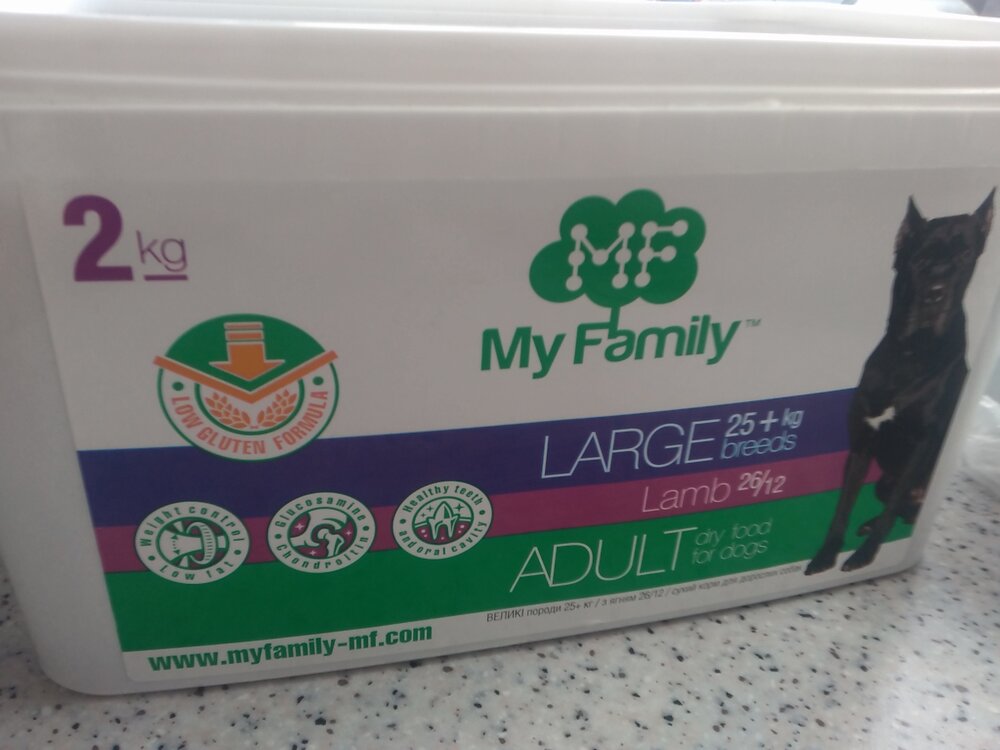 2 kg
MF
My Family™
LOW GLUTEN FORMULA
LARGE 25+kg breeds
Lamb 26/12
Weight control
Low fat
Glucosamine
Chondroitin
Healthy teeth
andoral cavity
ADULT dry food for dogs
ВЕЛИКІ породи 25+ кг / з ягням 26/12 / сухий корм для дорослих собак
www.myfamily-mf.com